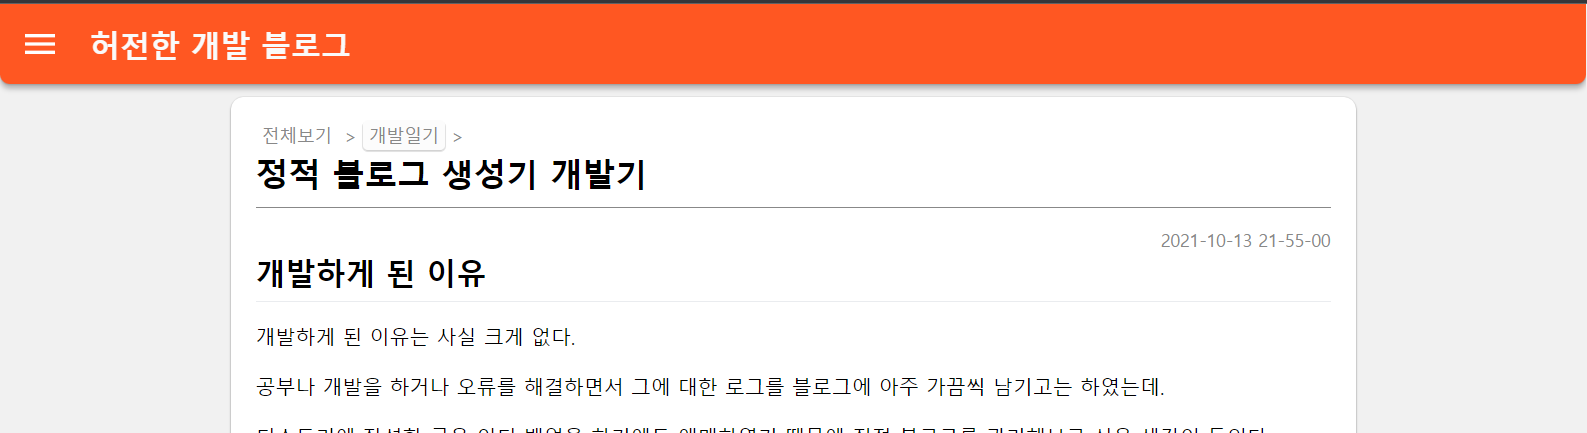 허전한 개발 블로그
전체보기 > 개발일기 >
정적 블로그 생성기 개발기
2021-10-13 21-55-00
개발하게 된 이유
개발하게 된 이유는 사실 크게 없다.
공부나 개발을 하거나 오류를 해결하면서 그에 대한 로그를 블로그에 아주 가끔씩 남기고는 하였는데.